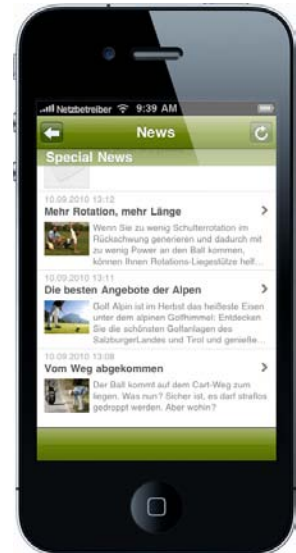 Netzbetreiber 9:39 AM
News
Special News
10.09.2010 13:12
Mehr Rotation, mehr Länge
Wenn Sie zu wenig Schulterrotation im
Rückschwung generieren und dadurch mit
zu wenig Power an den Ball kommen,
können Ihnen Rotations-Liegestütze helf...
10.09.2010 13:11
Die besten Angebote der Alpen
Golf Alpin ist im Herbst das heißeste Eisen
unter dem alpinen Golfhimmel: Entdecken
Sie die schönsten Golfanlagen des
SalzburgerLandes und Tirol und genieße...
10.09.2010 13:08
Vom Weg abgekommen
Der Ball kommt auf dem Cart-Weg zum
liegen. Was nun? Sicher ist, es darf straflos
gedroppt werden. Aber wohin?